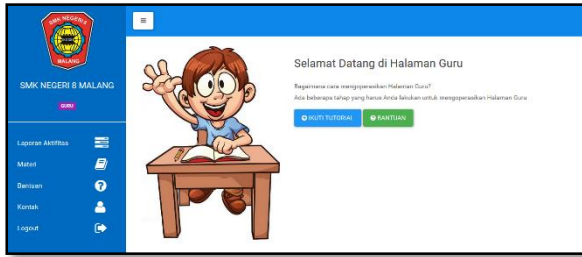 SMK NEGERI 8
MALANG
SMK NEGERI 8 MALANG
GURU
Laporan Aktifitas
Materi
Bantuan
Kontak
Logout
Selamat Datang di Halaman Guru
Bagaimana cara mengoperasikan Halaman Guru?
Ada beberapa tahap yang harus Anda lakukan untuk mengoperasikan Halaman Guru
IKUTI TUTORIAL
BANTUAN